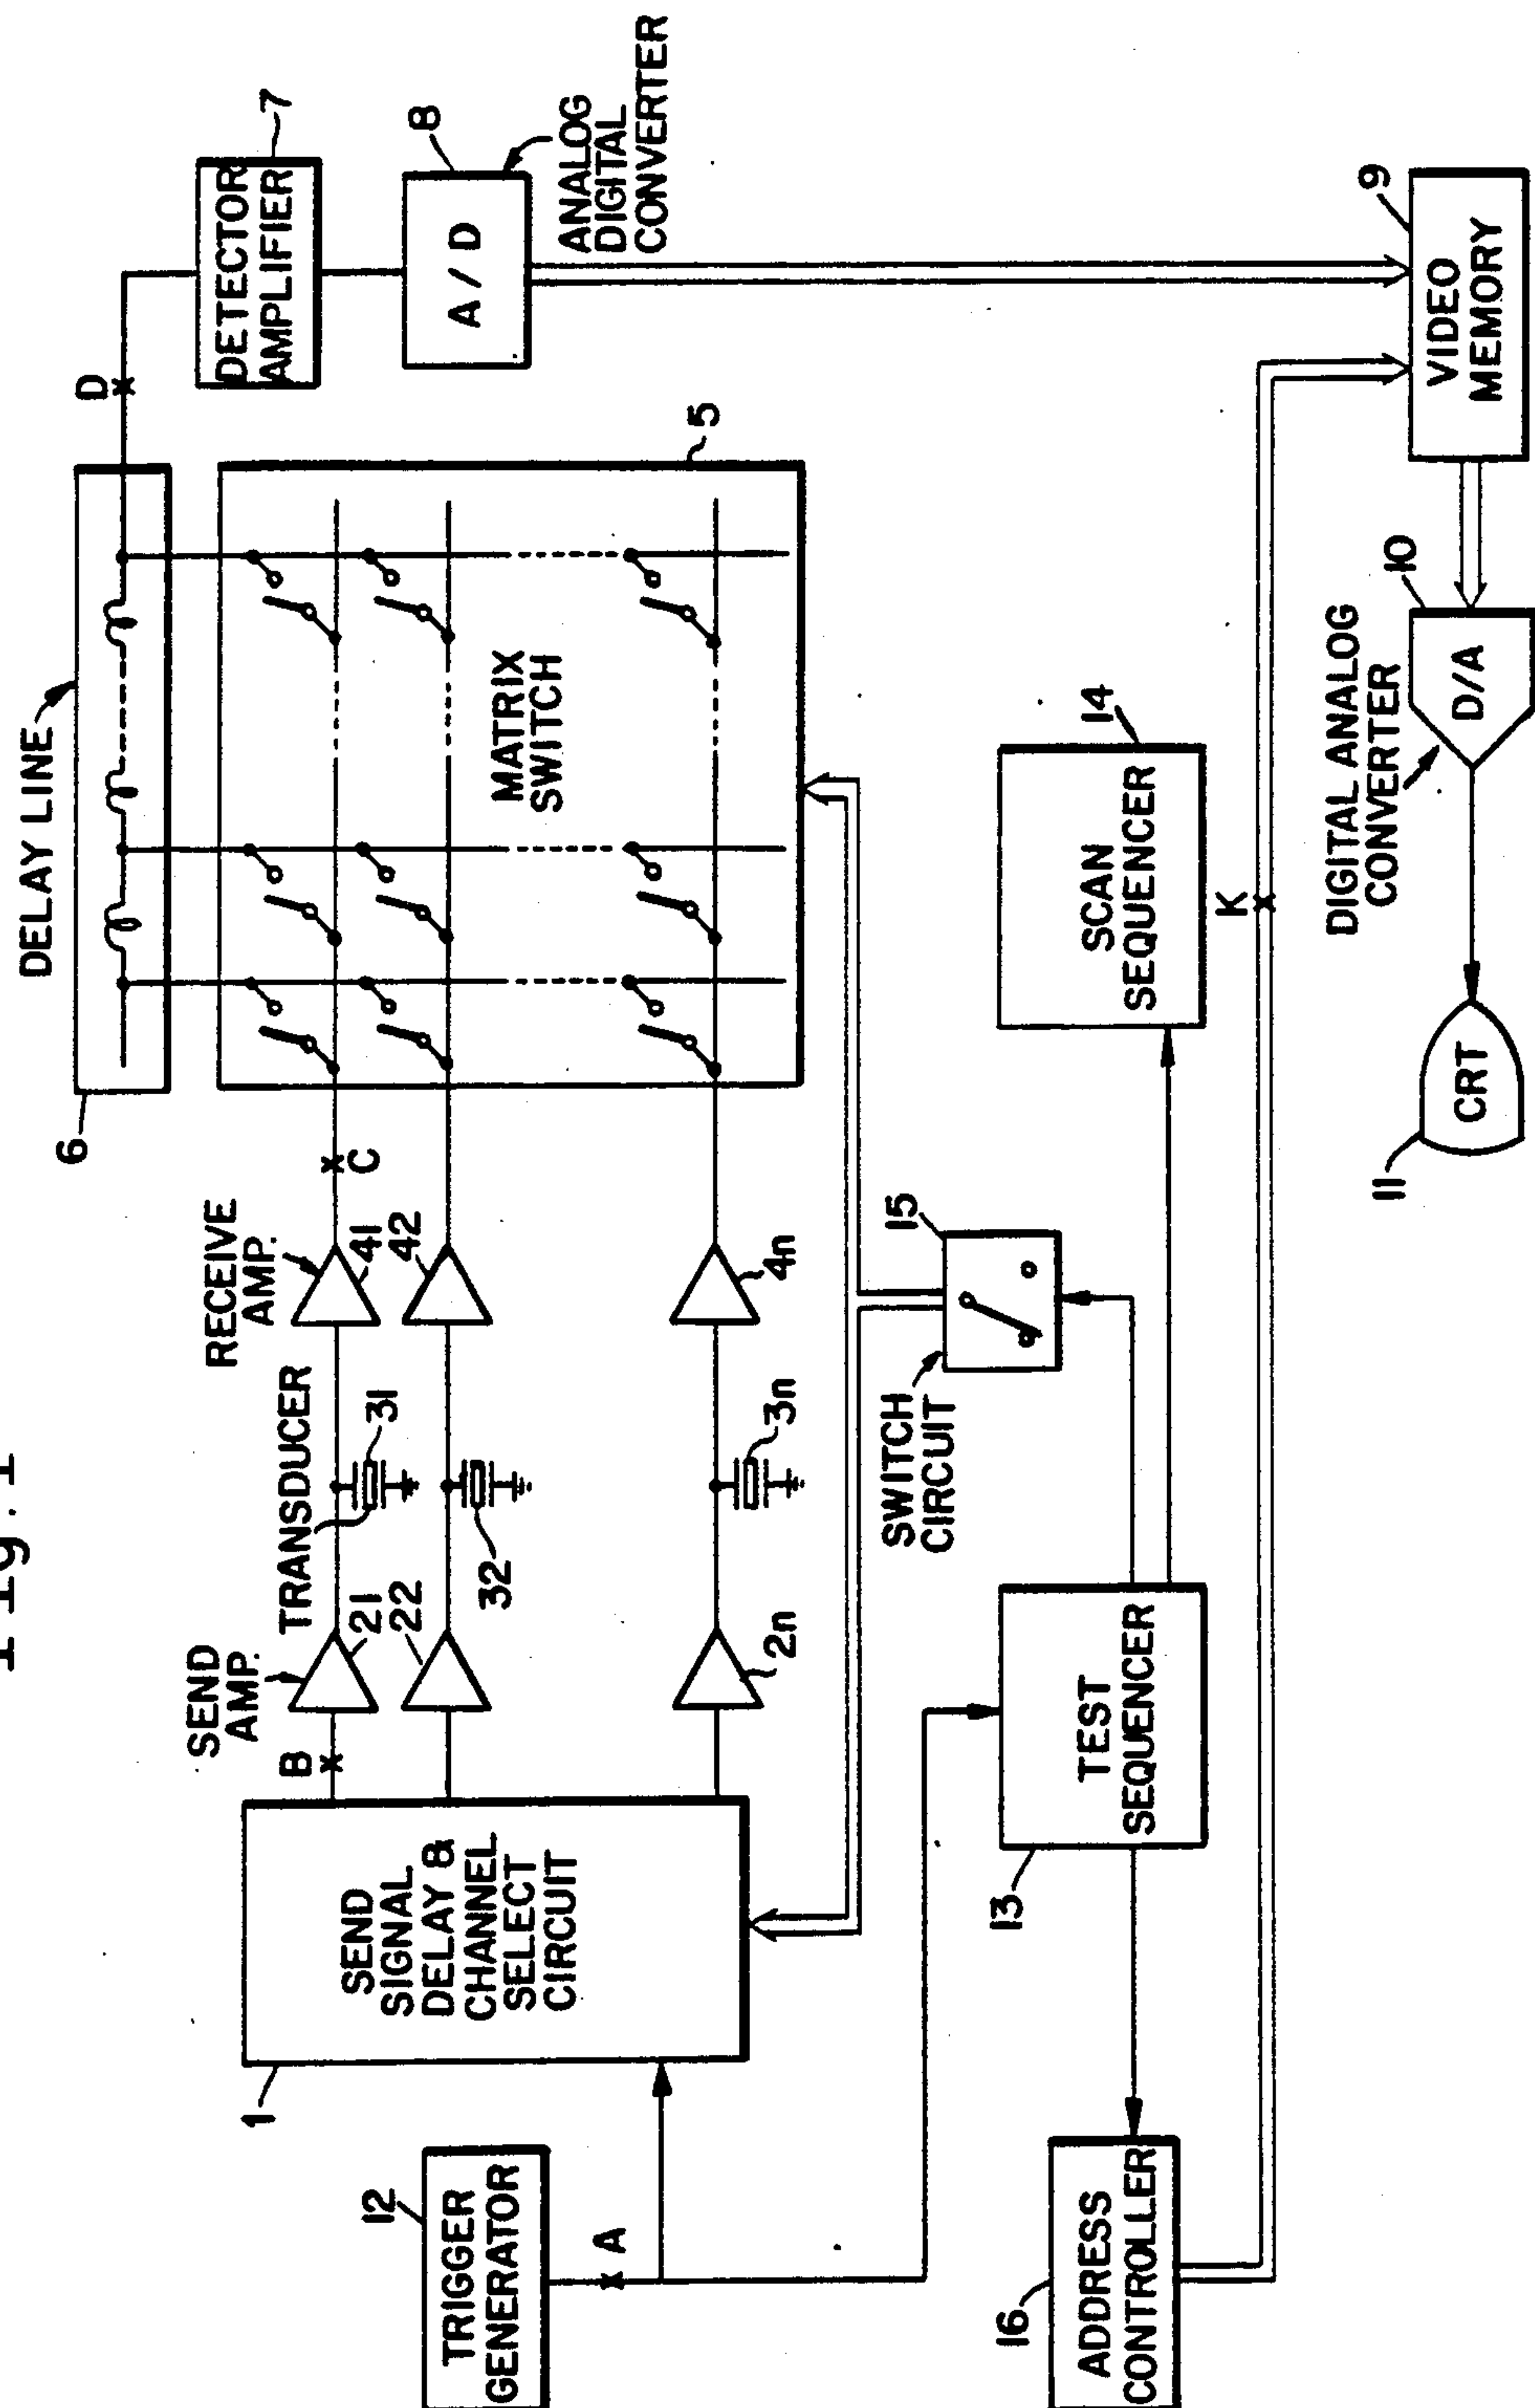 Fig. 1
DELAY LINE
6
D
DETECTOR
AMPLIFIER
7
A/D
8
ANALOG
DIGITAL
CONVERTER
MATRIX
SWITCH
5
RECEIVE
AMP.
41
42
4n
C
TRANSDUCER
31
32
3n
SEND
AMP.
21
22
2n
B
SEND
SIGNAL
DELAY &
CHANNEL
SELECT
CIRCUIT
1
TRIGGER
GENERATOR
12
A
SWITCH
CIRCUIT
15
SCAN
SEQUENCER
14
TEST
SEQUENCER
13
ADDRESS
CONTROLLER
16
K
VIDEO
MEMORY
9
D/A
10
DIGITAL ANALOG
CONVERTER
CRT
11